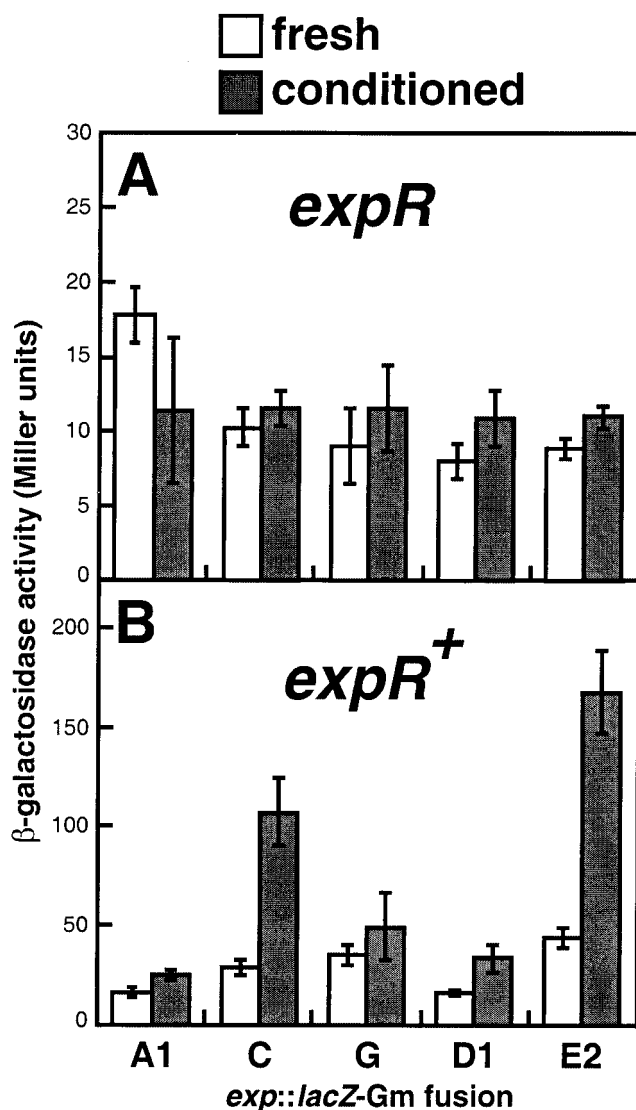 fresh
conditioned
A
expR
30
25
20
15
10
5
0
B
expR+
200
150
100
50
0
β-galactosidase activity (Miller units)
A1 C G D1 E2
exp::lacZ-Gm fusion